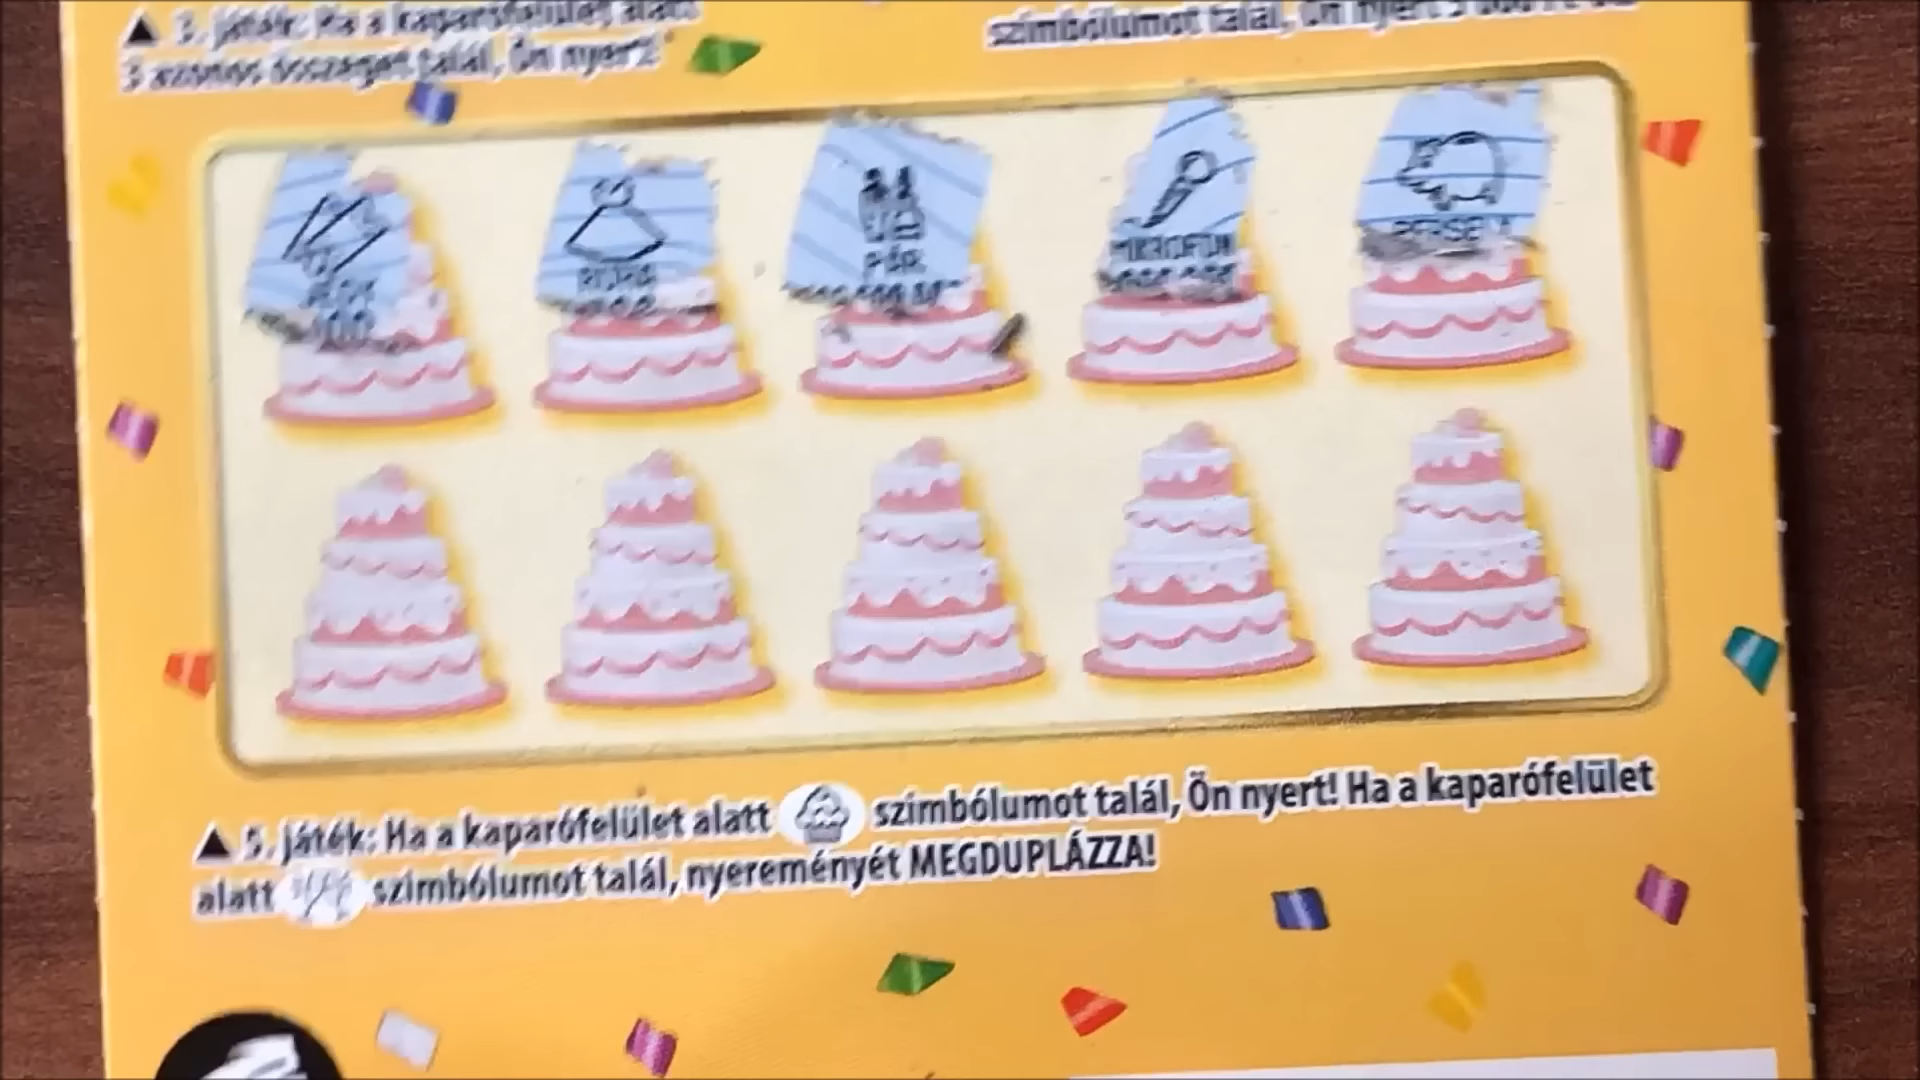 ▲ 3. játék: Ha a kaparófelület alatt
3 azonos összeget talál, Ön nyert!
szimbólumot talál, Ön nyert
RUHA
PÁR
MIKROFON
PERSELY
▲ 5. játék: Ha a kaparófelület alatt szimbólumot talál, Ön nyert! Ha a kaparófelület
alatt szimbólumot talál, nyereményét MEGDUPLÁZZA!